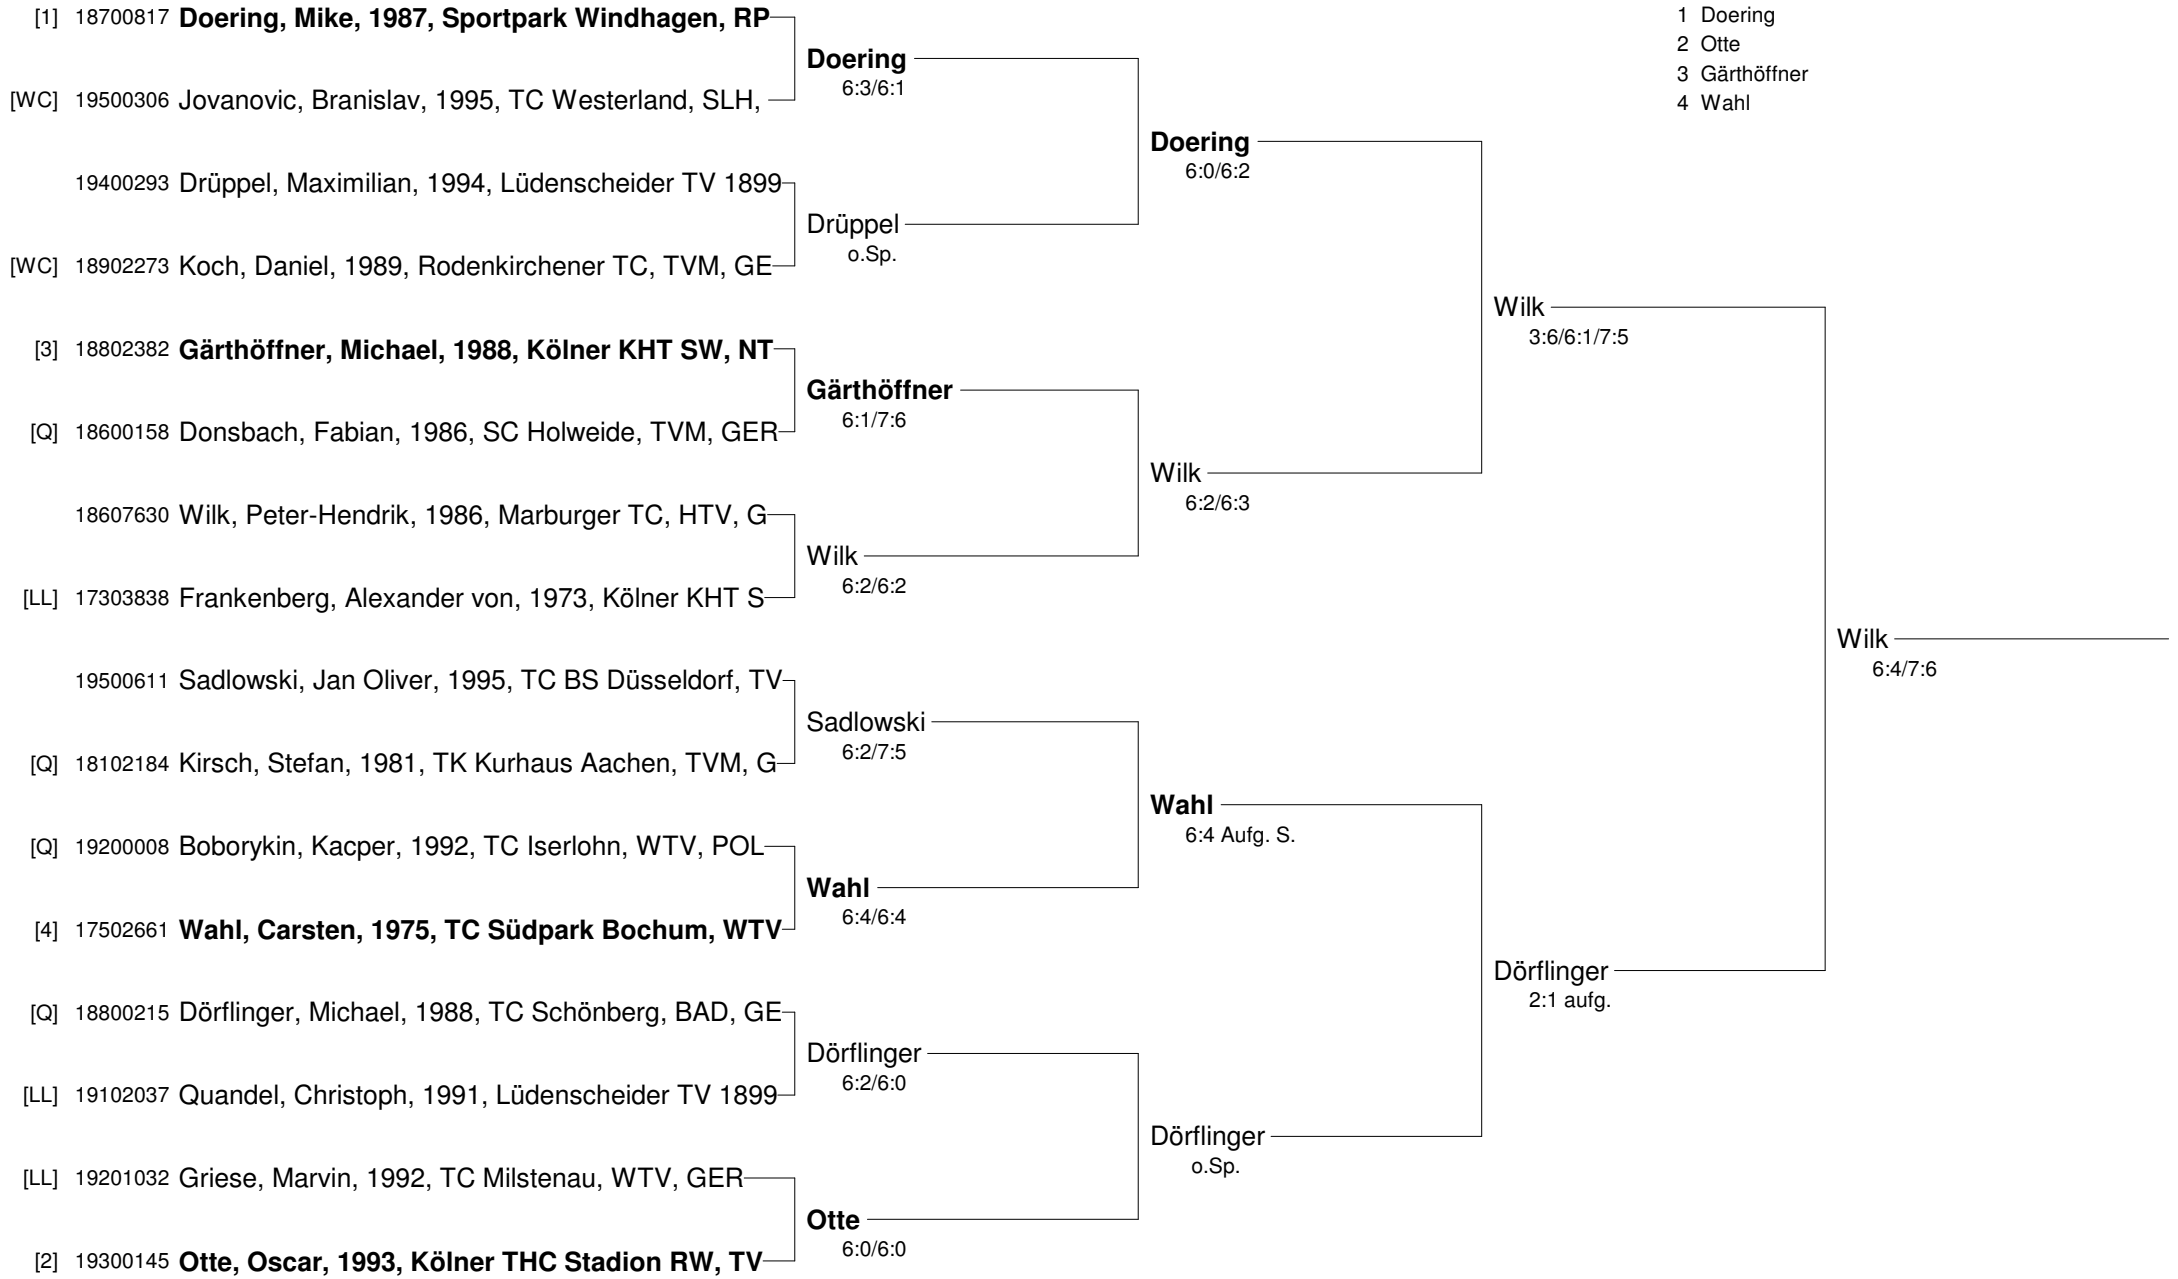 [1] 18700817 Doering, Mike, 1987, Sportpark Windhagen, RP
[WC] 19500306 Jovanovic, Branislav, 1995, TC Westerland, SLH,
19400293 Drüppel, Maximilian, 1994, Lüdenscheider TV 1899
[WC] 18902273 Koch, Daniel, 1989, Rodenkirchener TC, TVM, GE
[3] 18802382 Gärthöffner, Michael, 1988, Kölner KHT SW, NT
[Q] 18600158 Donsbach, Fabian, 1986, SC Holweide, TVM, GER
18607630 Wilk, Peter-Hendrik, 1986, Marburger TC, HTV, G
[LL] 17303838 Frankenberg, Alexander von, 1973, Kölner KHT S
19500611 Sadlowski, Jan Oliver, 1995, TC BS Düsseldorf, TV
[Q] 18102184 Kirsch, Stefan, 1981, TK Kurhaus Aachen, TVM, G
[Q] 19200008 Boborykin, Kacper, 1992, TC Iserlohn, WTV, POL
[4] 17502661 Wahl, Carsten, 1975, TC Südpark Bochum, WTV
[Q] 18800215 Dörflinger, Michael, 1988, TC Schönberg, BAD, GE
[LL] 19102037 Quandel, Christoph, 1991, Lüdenscheider TV 1899
[LL] 19201032 Griese, Marvin, 1992, TC Milstenau, WTV, GER
[2] 19300145 Otte, Oscar, 1993, Kölner THC Stadion RW, TV
Doering
6:3/6:1
Drüppel
o.Sp.
Gärthöffner
6:1/7:6
Wilk
6:2/6:2
Sadlowski
6:2/7:5
Wahl
6:4/6:4
Dörflinger
6:2/6:0
Otte
6:0/6:0
Doering
6:0/6:2
Wilk
6:2/6:3
Wahl
6:4 Aufg. S.
Dörflinger
o.Sp.
Wilk
3:6/6:1/7:5
Dörflinger
2:1 aufg.
Wilk
6:4/7:6
1 Doering
2 Otte
3 Gärthöffner
4 Wahl